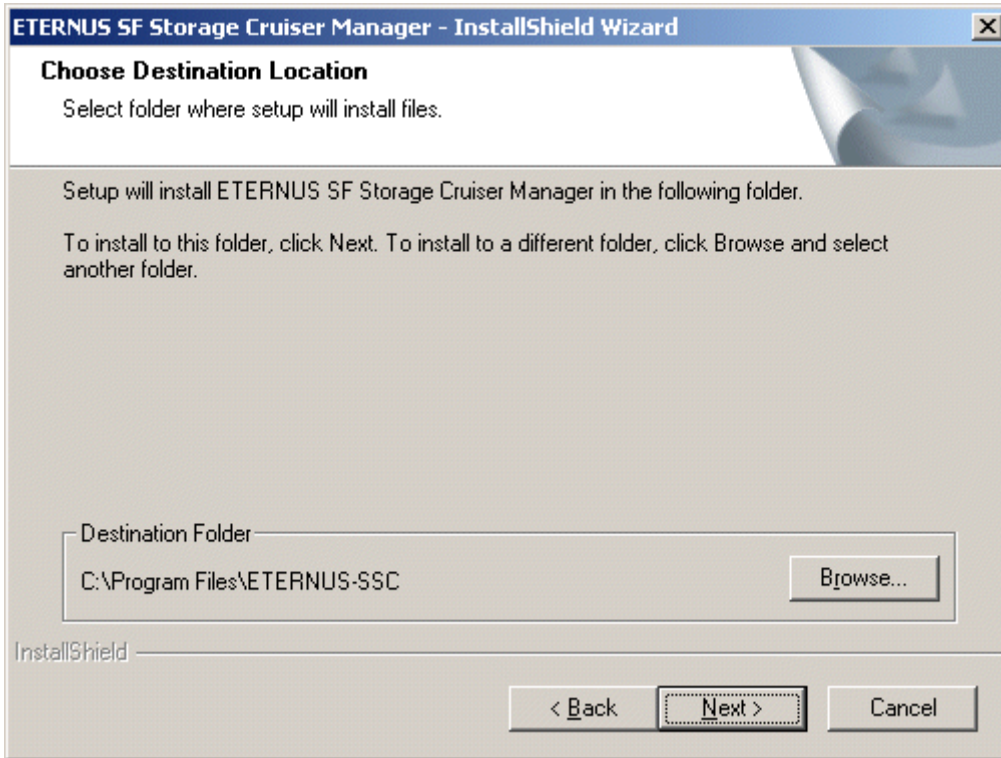 ETERNUS SF Storage Cruiser Manager - InstallShield Wizard
Choose Destination Location
Select folder where setup will install files.
Setup will install ETERNUS SF Storage Cruiser Manager in the following folder.
To install to this folder, click Next. To install to a different folder, click Browse and select
another folder.
Destination Folder
C:\Program Files\ETERNUS-SSC
Browse...
InstallShield
< Back
Next >
Cancel